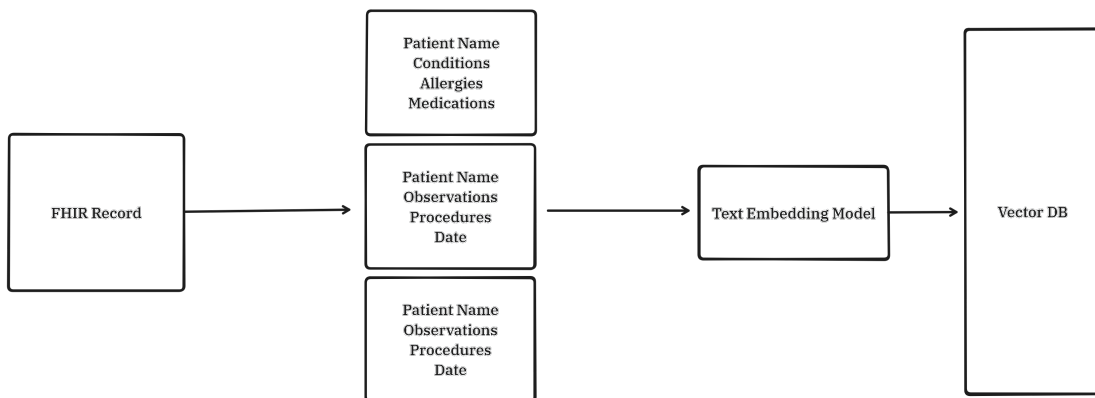 FHIR Record
Patient Name
Conditions
Allergies
Medications
Patient Name
Observations
Procedures
Date
Patient Name
Observations
Procedures
Date
Text Embedding Model
Vector DB